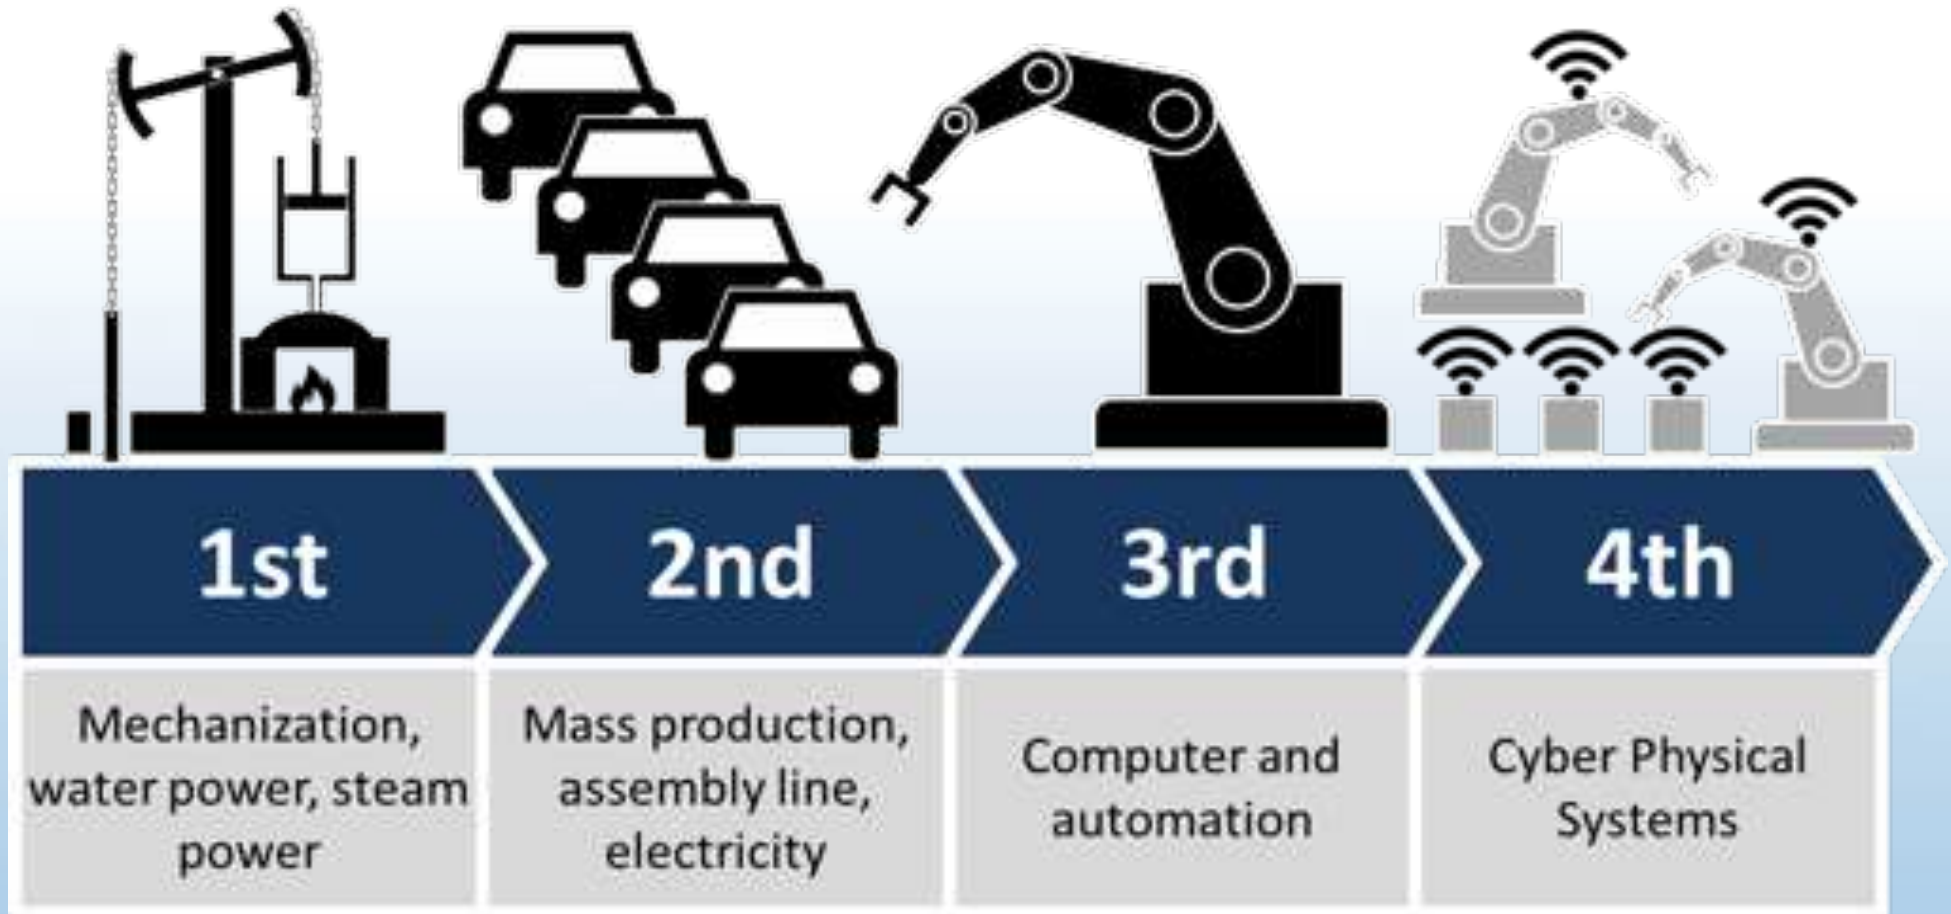 1st
2nd
3rd
4th
Mechanization,
water power, steam
power
Mass production,
assembly line,
electricity
Computer and
automation
Cyber Physical
Systems